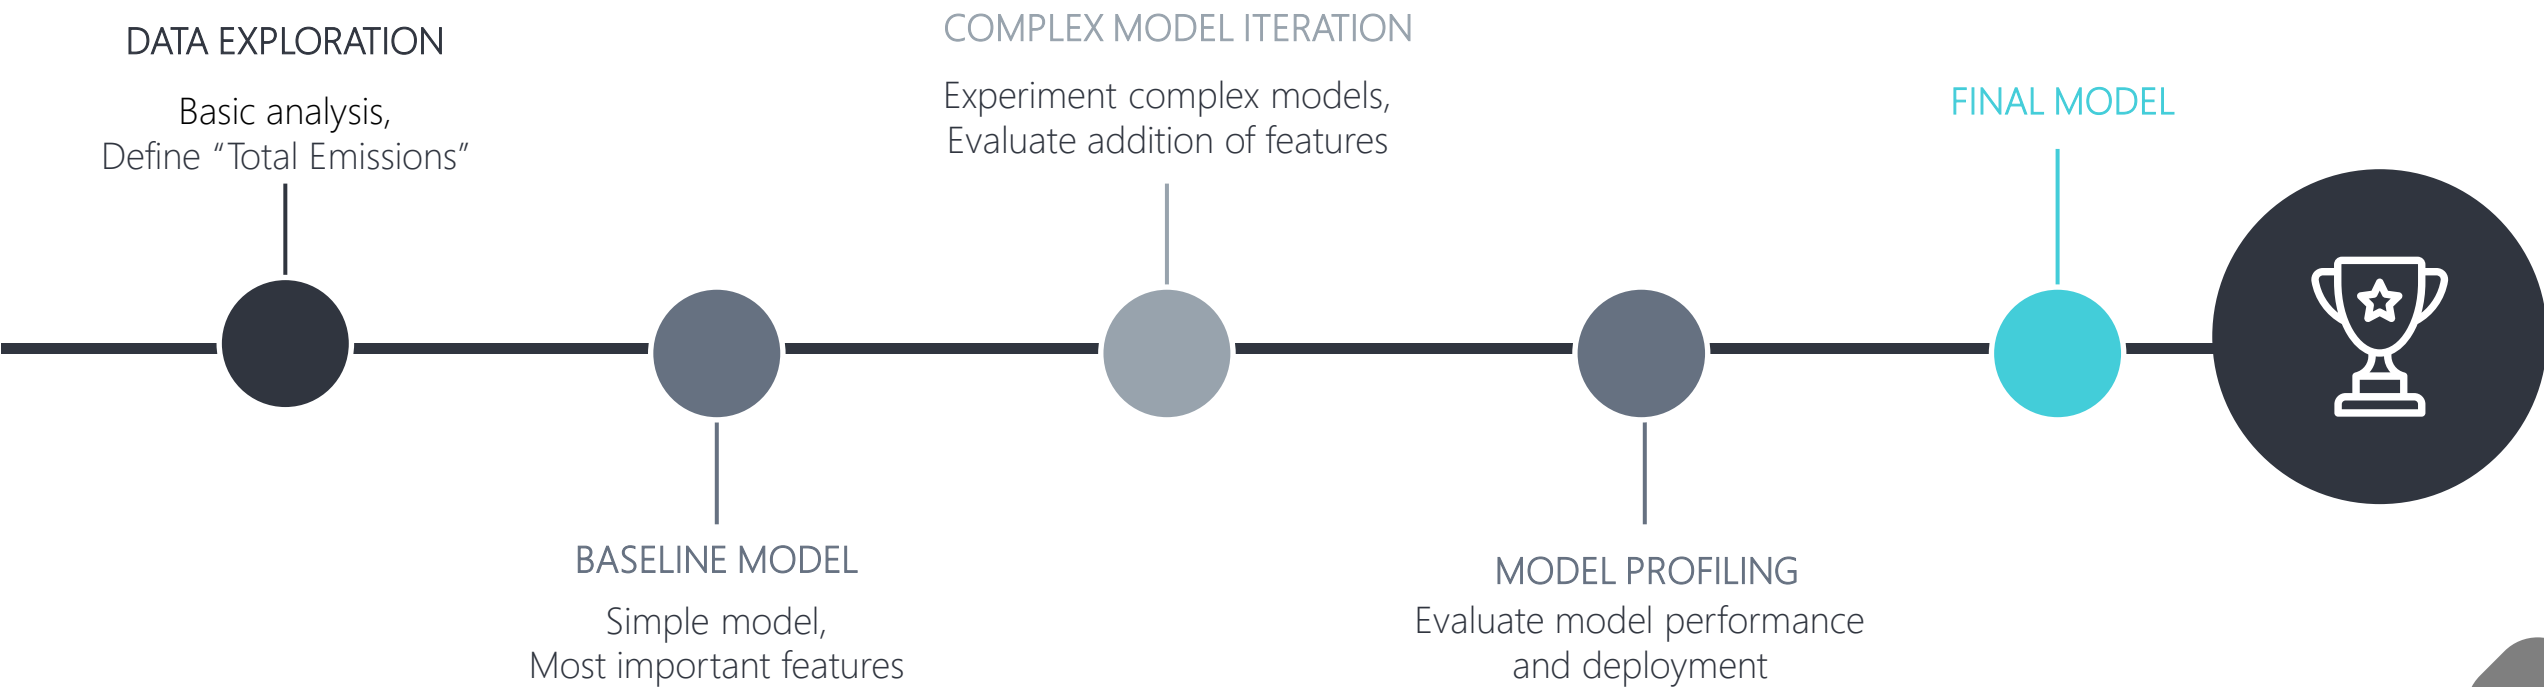 DATA EXPLORATION
Basic analysis,
Define “Total Emissions”
BASELINE MODEL
Simple model,
Most important features
COMPLEX MODEL ITERATION
Experiment complex models,
Evaluate addition of features
MODEL PROFILING
Evaluate model performance
and deployment
FINAL MODEL